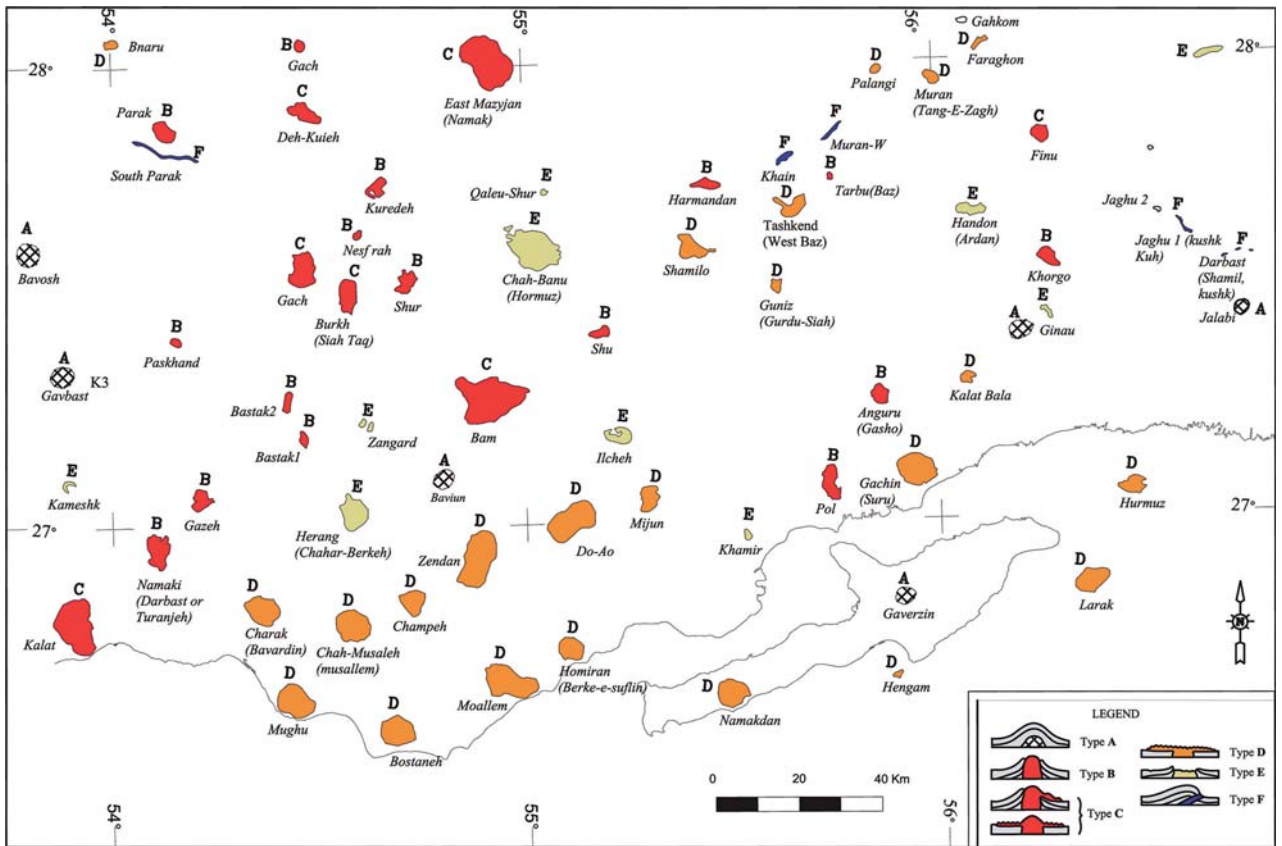 54°
55°
56°
28°
28°
D
Bnaru
B
Gach
C
East Mazyjan
(Namak)
D
Palangi
Gahkom
D
Faraghon
D
Muran
(Tang-E-Zagh)
E
Parak
B
F
South Parak
C
Deh-Kuieh
B
Kuredeh
E
Qaleu-Shur
B
Harmandan
F
Muran-W
F
Khain
B
Tarbu(Baz)
C
Finu
D
Tashkend
(West Baz)
E
Handon
(Ardan)
Jaghu 2
F
Jaghu 1 (kushk
Kuh)
F
Darbast
(Shamil,
kushk)
A
Bavosh
B
Nesf rah
C
Gach
C
Burkh
(Siah Taq)
B
Shur
E
Chah-Banu
(Hormuz)
D
Shamilo
D
Guniz
(Gurdu-Siah)
B
Khorgo
A
E
Ginau
A
Jalabi
B
Paskhand
B
Shu
A
Gavbast
K3
B
Bastak2
B
Bastak1
E
Zangard
C
Bam
E
Ilcheh
B
Anguru
(Gasho)
D
Kalat Bala
E
Kameshk
B
Gazeh
E
Herang
(Chahar-Berkeh)
A
Baviun
D
Do-Ao
D
Mijun
B
Pol
D
Gachin
(Suru)
D
Hurmuz
27°
27°
B
Namaki
(Darbast or
Turanjeh)
D
Zendan
E
Khamir
C
Kalat
D
Charak
(Bavardin)
D
Chah-Musaleh
(musallem)
D
Champeh
A
Gaverzin
D
Larak
D
Mughu
D
Bostaneh
D
Moallem
D
Homiran
(Berke-e-suflin)
D
Namakdan
D
Hengam
N
0 20 40 Km
54°
55°
56°
LEGEND
Type A
Type B
Type C
Type D
Type E
Type F